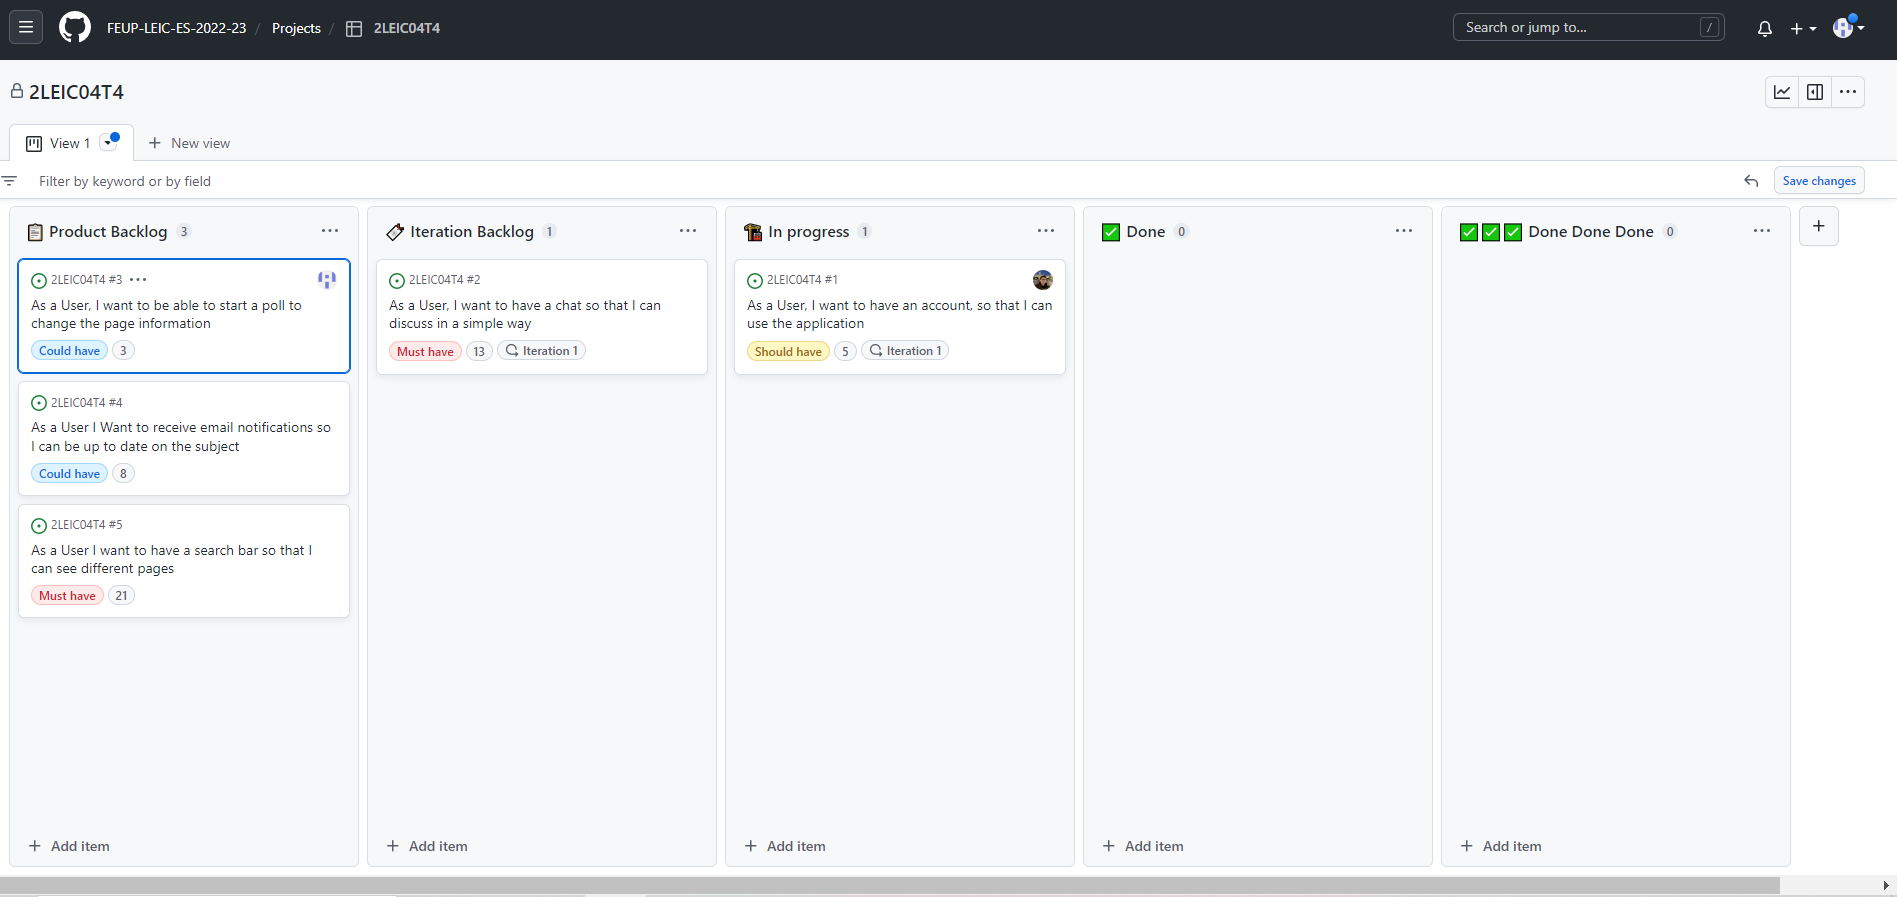 FEUP-LEIC-ES-2022-23 / Projects / 2LEIC04T4
Search or jump to... /
2LEIC04T4
View 1
New view
Filter by keyword or by field
Save changes
Product Backlog 3
2LEIC04T4 #3
As a User, I want to be able to start a poll to
change the page information
Could have 3
2LEIC04T4 #4
As a User I Want to receive email notifications so
I can be up to date on the subject
Could have 8
2LEIC04T4 #5
As a User I want to have a search bar so that I
can see different pages
Must have 21
Add item
Iteration Backlog 1
2LEIC04T4 #2
As a User, I want to have a chat so that I can
discuss in a simple way
Must have 13 Iteration 1
Add item
In progress 1
2LEIC04T4 #1
As a User, I want to have an account, so that I can
use the application
Should have 5 Iteration 1
Add item
Done 0
Add item
Done Done Done 0
Add item